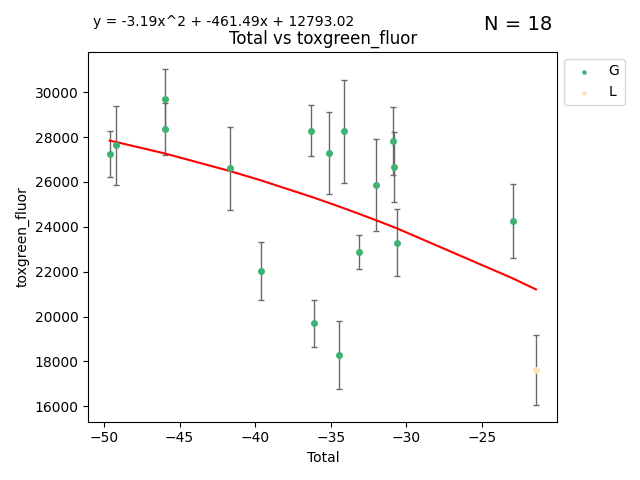 y = -3.19x^2 + -461.49x + 12793.02
N = 18
Total vs toxgreen_fluor
G
L
30000
28000
26000
24000
22000
20000
18000
16000
toxgreen_fluor
−50
−45
−40
−35
−30
−25
Total